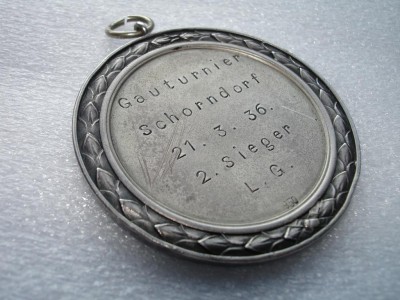 Gauturnier
Schorndorf
21. 3. 36.
2. Sieger
L. G.